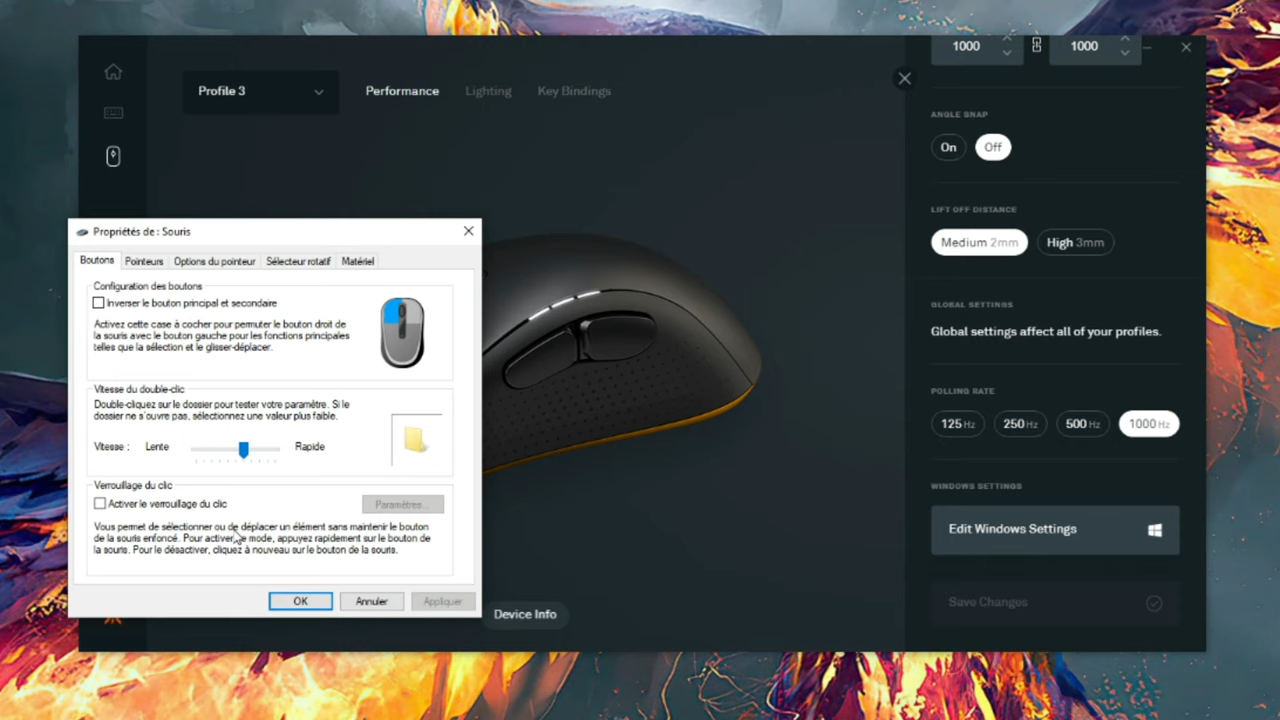 1000
1000
Profile 3
Performance
Lighting
Key Bindings
ANGLE SNAP
On
Off
LIFT OFF DISTANCE
Medium 2mm
High 3mm
GLOBAL SETTINGS
Global settings affect all of your profiles.
POLLING RATE
125 Hz
250 Hz
500 Hz
1000 Hz
WINDOWS SETTINGS
Edit Windows Settings
Save Changes
Device Info
Propriétés de : Souris
Boutons
Pointeurs
Options du pointeur
Sélecteur rotatif
Matériel
Configuration des boutons
Inverser le bouton principal et secondaire
Activez cette case à cocher pour permuter le bouton droit de
la souris avec le bouton gauche pour les fonctions principales
telles que la sélection et le glisser-déplacer.
Vitesse du double-clic
Double-cliquez sur le dossier pour tester votre paramètre. Si le
dossier ne s'ouvre pas, sélectionnez une valeur plus faible.
Vitesse :
Lente
Rapide
Verrouillage du clic
Activer le verrouillage du clic
Paramètres...
Vous permet de sélectionner ou de déplacer un élément sans maintenir le bouton
de la souris enfoncé. Pour activer ce mode, appuyez rapidement sur le bouton de
la souris. Pour le désactiver, cliquez à nouveau sur le bouton de la souris.
OK
Annuler
Appliquer